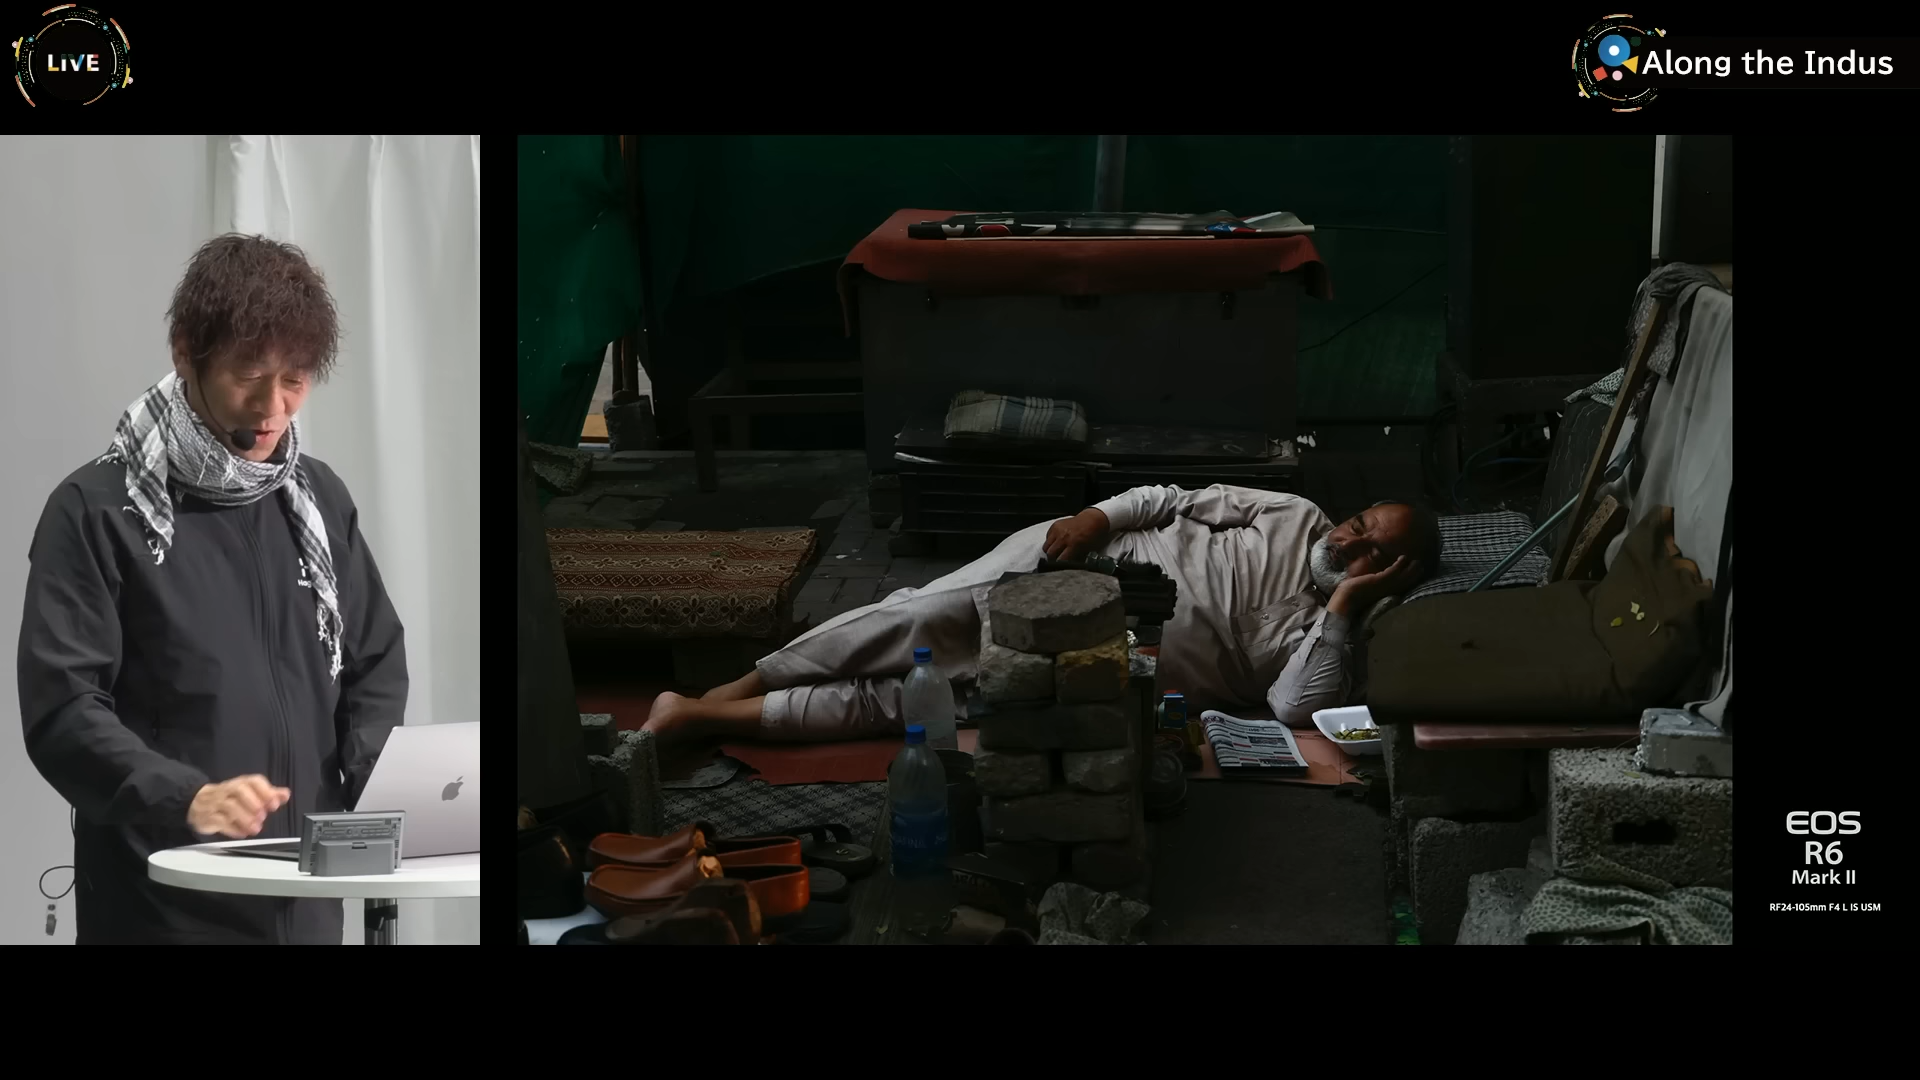 LIVE
Along the Indus
EOS
R6
Mark II
RF24-105mm F4 L IS USM